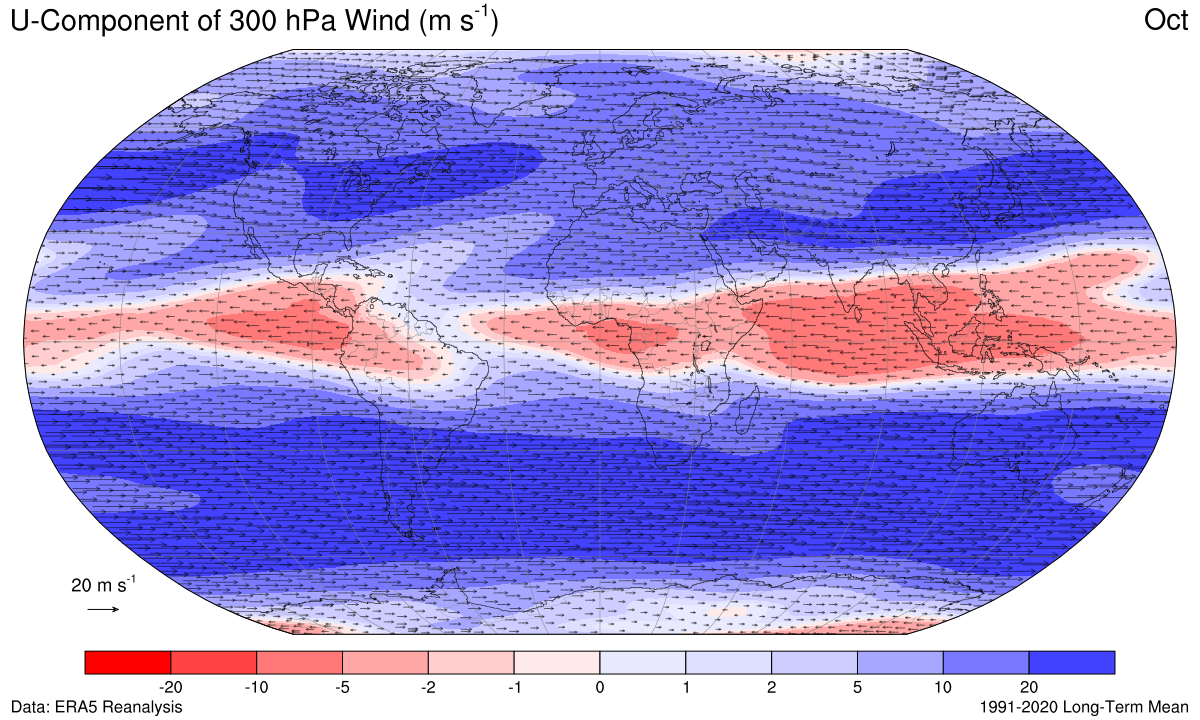 U-Component of 300 hPa Wind (m s⁻¹)
Oct
20 m s⁻¹
-20 -10 -5 -2 -1 0 1 2 5 10 20
Data: ERA5 Reanalysis
1991-2020 Long-Term Mean